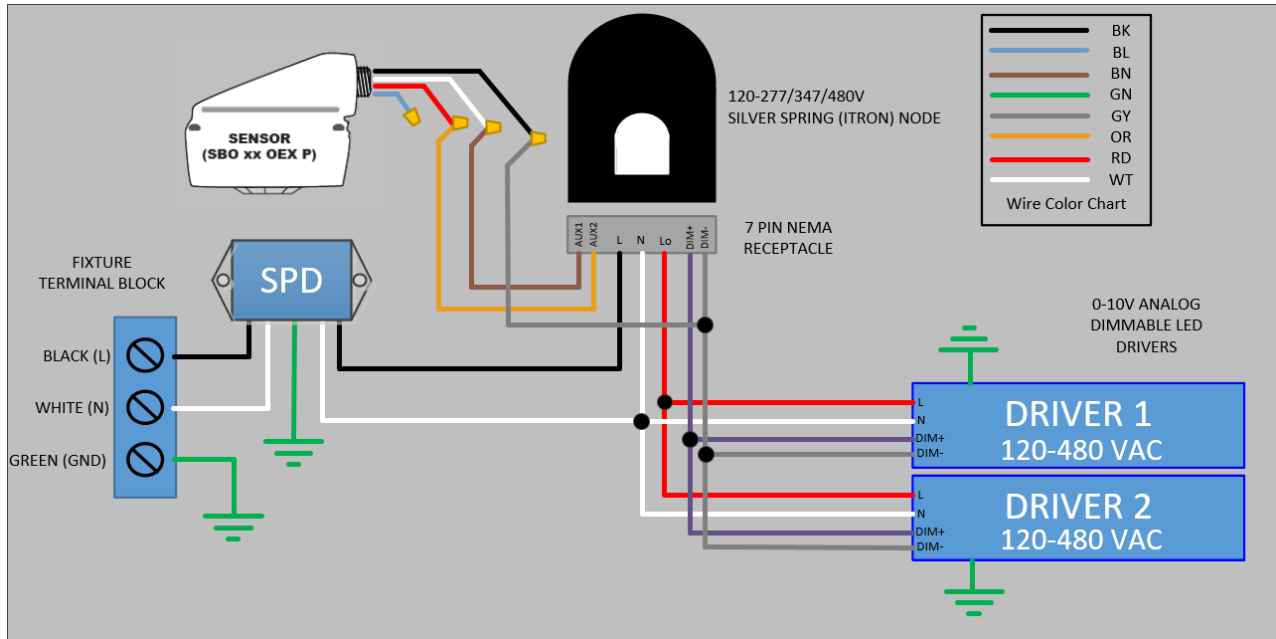 SENSOR
(SBO xx OEX P)
120-277/347/480V
SILVER SPRING (ITRON) NODE
BK
BL
BN
GN
GY
OR
RD
WT
Wire Color Chart
7 PIN NEMA
RECEPTACLE
AUX1
AUX2
L
N
Lo
DIM+
DIM-
FIXTURE
TERMINAL BLOCK
SPD
BLACK (L)
WHITE (N)
GREEN (GND)
0-10V ANALOG
DIMMABLE LED
DRIVERS
L
N
DIM+
DIM-
DRIVER 1
120-480 VAC
L
N
DIM+
DIM-
DRIVER 2
120-480 VAC